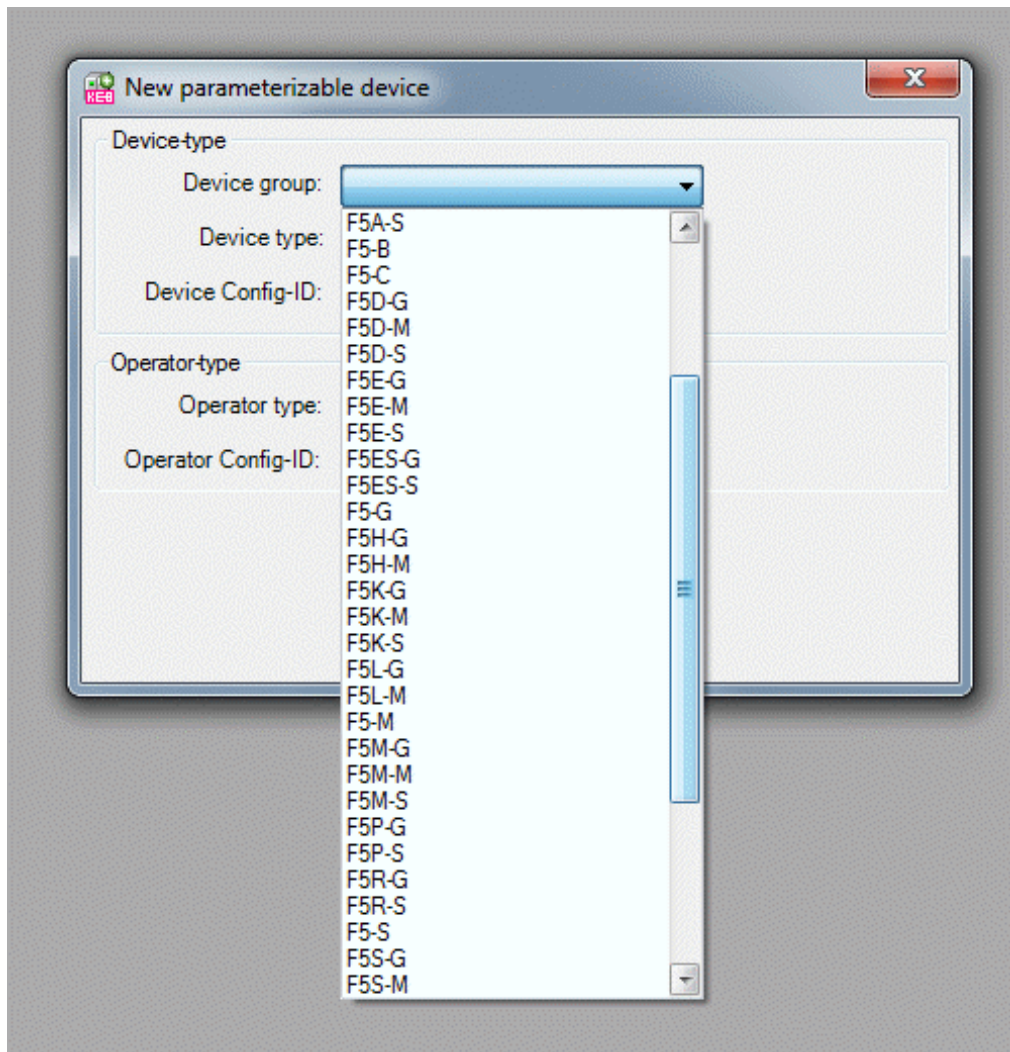 KEB
New parameterizable device
X
Device-type
Device group:
Device type:
Device Config-ID:
Operator-type
Operator type:
Operator Config-ID:
F5A-S
F5-B
F5-C
F5D-G
F5D-M
F5D-S
F5E-G
F5E-M
F5E-S
F5ES-G
F5ES-S
F5-G
F5H-G
F5H-M
F5K-G
F5K-M
F5K-S
F5L-G
F5L-M
F5-M
F5M-G
F5M-M
F5M-S
F5P-G
F5P-S
F5R-G
F5R-S
F5-S
F5S-G
F5S-M